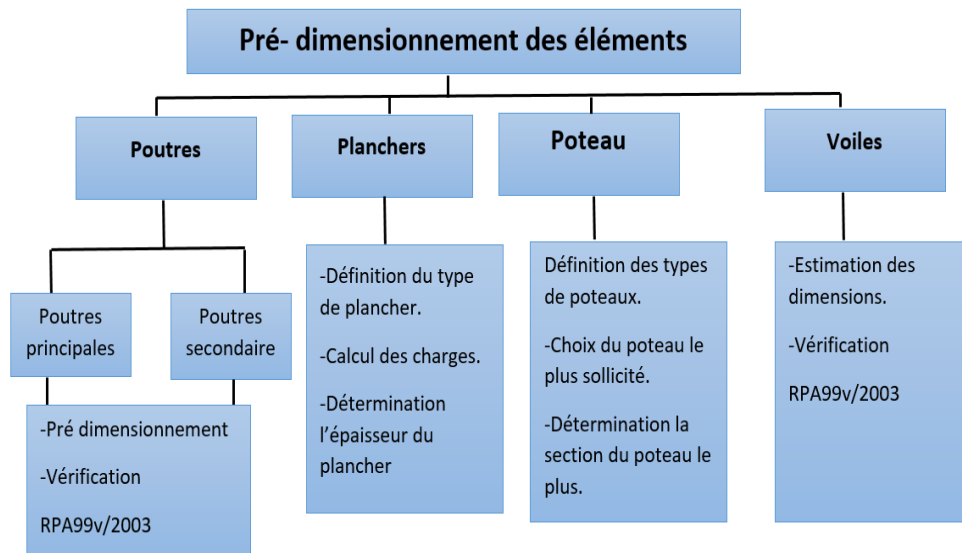 Pré- dimensionnement des éléments
Poutres
Planchers
Poteau
Voiles
Poutres
principales
Poutres
secondaire
-Pré dimensionnement
-Vérification
RPA99v/2003
-Définition du type
de plancher.
-Calcul des charges.
-Détermination
l’épaisseur du
plancher
Définition des types
de poteaux.
-Choix du poteau le
plus sollicité.
-Détermination la
section du poteau le
plus.
-Estimation des
dimensions.
-Vérification
RPA99v/2003